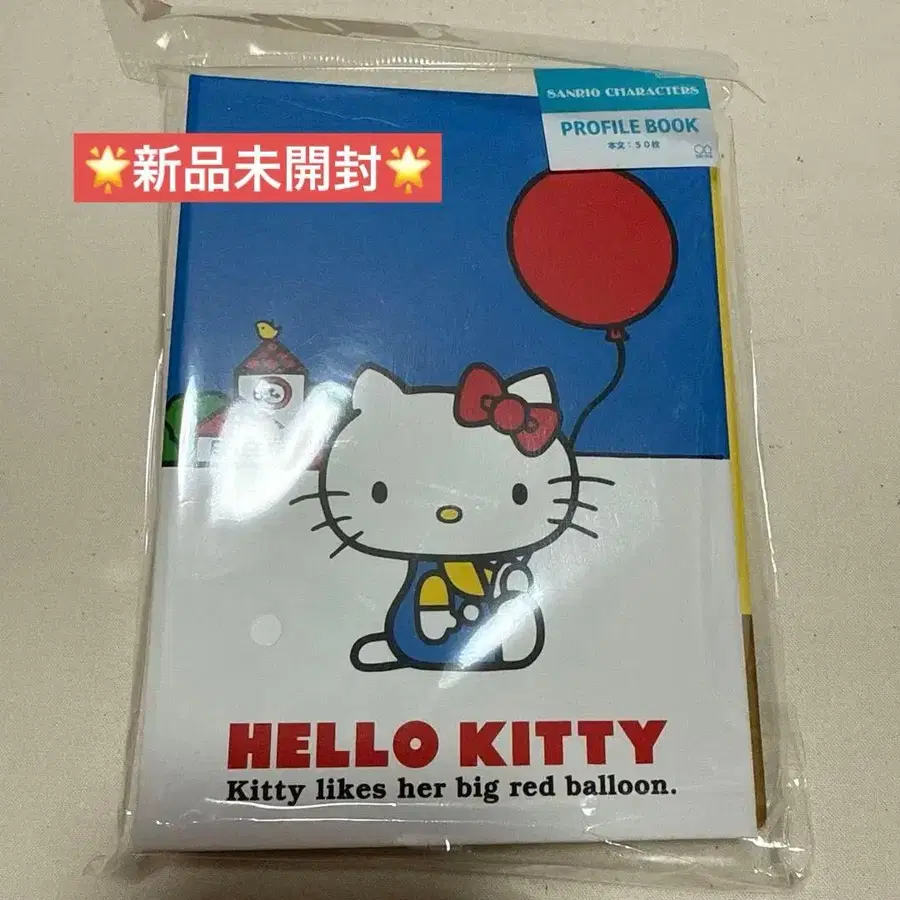 SANRIO CHARACTERS
PROFILE BOOK
本文：50枚
🌟新品未開封🌟
HELLO KITTY
Kitty likes her big red balloon.